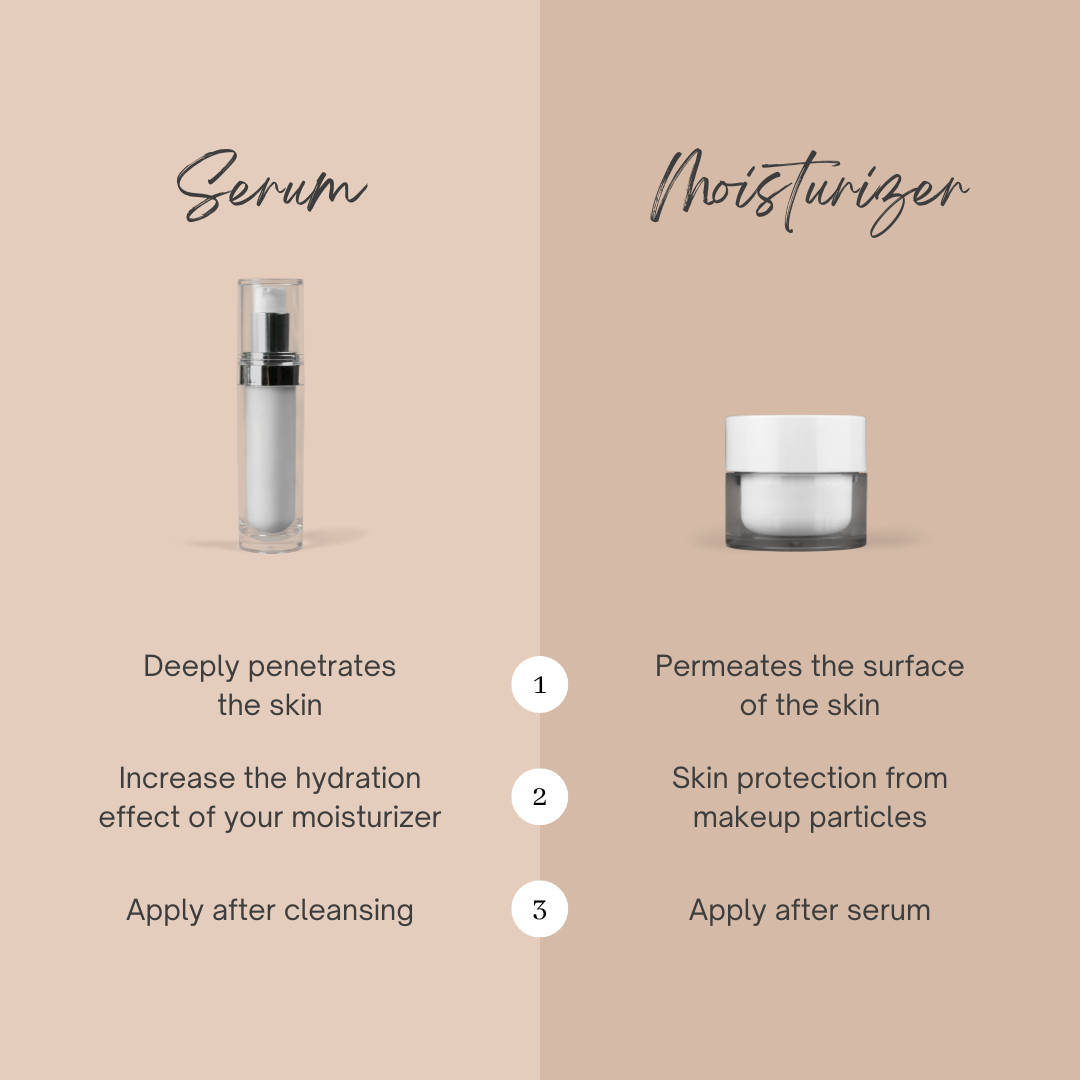 Serum
Moisturizer
Deeply penetrates
the skin
1
Permeates the surface
of the skin
Increase the hydration
effect of your moisturizer
2
Skin protection from
makeup particles
Apply after cleansing
3
Apply after serum